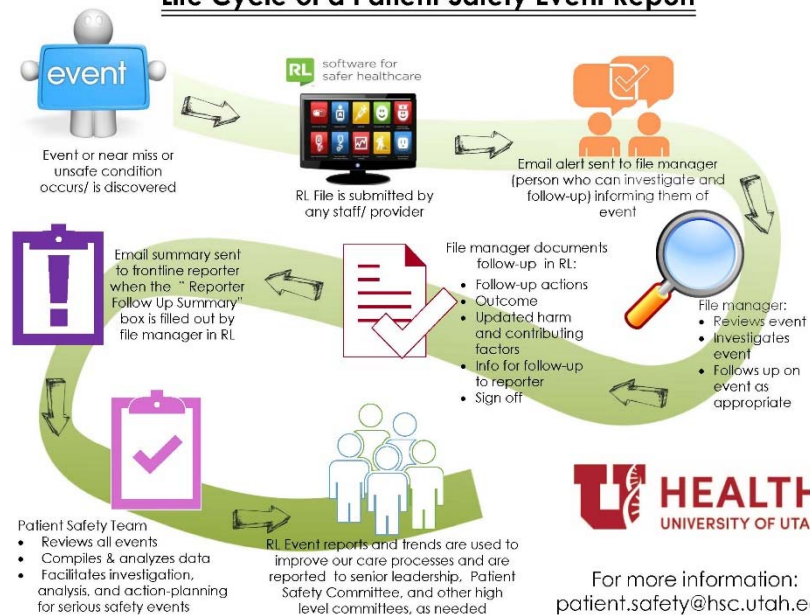 Life Cycle of a Patient Safety Event Report
event
RL software for
safer healthcare
Event or near miss or
unsafe condition
occurs/ is discovered
RL File is submitted by
any staff/ provider
Email alert sent to file manager
(person who can investigate and
follow-up) informing them of
event
File manager:
• Reviews event
• Investigates
event
• Follows up on
event as
appropriate
File manager documents
follow-up in RL:
• Follow-up actions
• Outcome
• Updated harm
and contributing
factors
• Info for follow-up
to reporter
• Sign off
Email summary sent
to frontline reporter
when the " Reporter
Follow Up Summary"
box is filled out by
file manager in RL
Patient Safety Team
• Reviews all events
• Compiles & analyzes data
• Facilitates investigation,
analysis, and action-planning
for serious safety events
RL Event reports and trends are used to
improve our care processes and are
reported to senior leadership, Patient
Safety Committee, and other high
level committees, as needed
U HEALTH
UNIVERSITY OF UTA
For more information:
patient.safety@hsc.utah.e